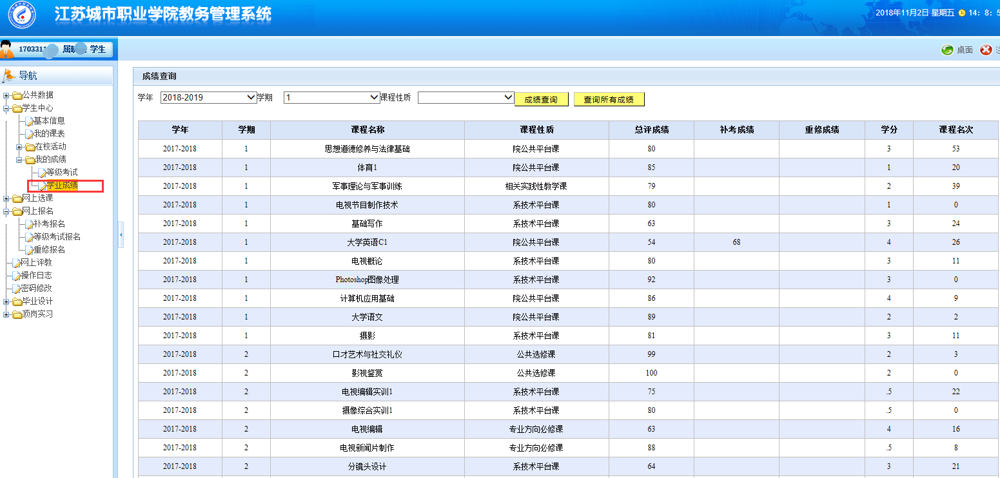 江苏城市职业学院教务管理系统
2018年11月2日 星期五 14: 8: 5
170331 屈 学生
桌面
导航
公共数据
学生中心
基本信息
我的课表
在校活动
我的成绩
等级考试
学业成绩
网上选课
网上报名
补考报名
等级考试报名
重修报名
网上评教
操作日志
密码修改
毕业设计
顶岗实习
成绩查询
学年 2018-2019 学期 1 课程性质 成绩查询 查询所有成绩
学年 学期 课程名称 课程性质 总评成绩 补考成绩 重修成绩 学分 课程名次
2017-2018 1 思想道德修养与法律基础 院公共平台课 80 3 53
2017-2018 1 体育1 院公共平台课 85 1 20
2017-2018 1 军事理论与军事训练 相关实践性教学课 79 2 39
2017-2018 1 电视节目制作技术 系技术平台课 80 1 0
2017-2018 1 基础写作 系技术平台课 63 3 24
2017-2018 1 大学英语C1 院公共平台课 54 68 4 26
2017-2018 1 电视概论 系技术平台课 80 3 11
2017-2018 1 Photoshop图像处理 系技术平台课 92 3 0
2017-2018 1 计算机应用基础 院公共平台课 86 4 9
2017-2018 1 大学语文 院公共平台课 89 2 2
2017-2018 1 摄影 系技术平台课 81 3 11
2017-2018 2 口才艺术与社交礼仪 公共选修课 99 2 3
2017-2018 2 影视鉴赏 公共选修课 100 2 0
2017-2018 2 电视编辑实训1 系技术平台课 75 .5 22
2017-2018 2 摄像综合实训1 系技术平台课 80 .5 0
2017-2018 2 电视编辑 专业方向必修课 63 4 16
2017-2018 2 电视新闻片制作 专业方向必修课 88 .5 8
2017-2018 2 分镜头设计 系技术平台课 64 3 21